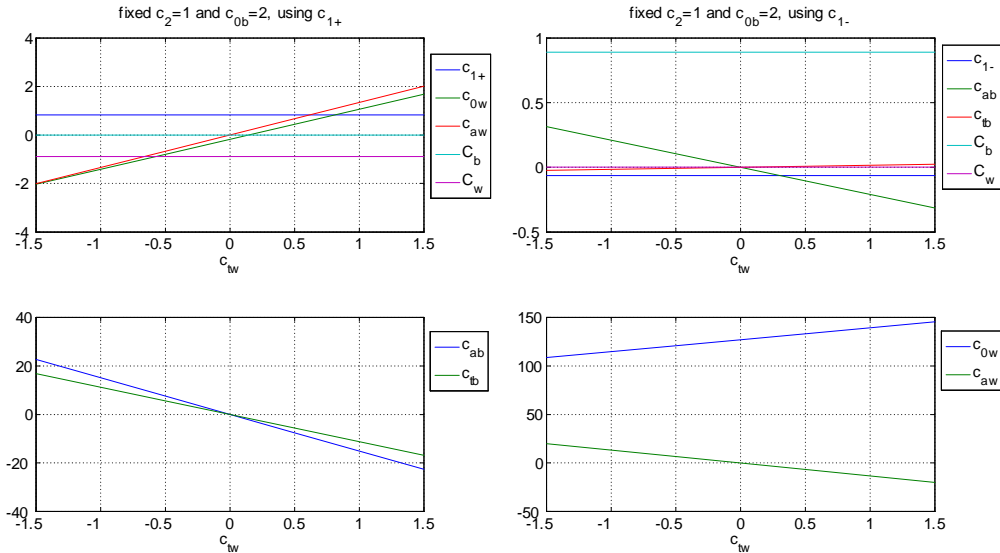 fixed c2=1 and c0b=2, using c1+
4
2
0
-2
-4
-1.5 -1 -0.5 0 0.5 1 1.5
ctw
c1+
c0w
caw
Cb
Cw
fixed c2=1 and c0b=2, using c1-
1
0.5
0
-0.5
-1.5 -1 -0.5 0 0.5 1 1.5
ctw
c1-
cab
ctb
Cb
Cw
40
20
0
-20
-40
-1.5 -1 -0.5 0 0.5 1 1.5
ctw
cab
ctb
150
100
50
0
-50
-1.5 -1 -0.5 0 0.5 1 1.5
ctw
c0w
caw